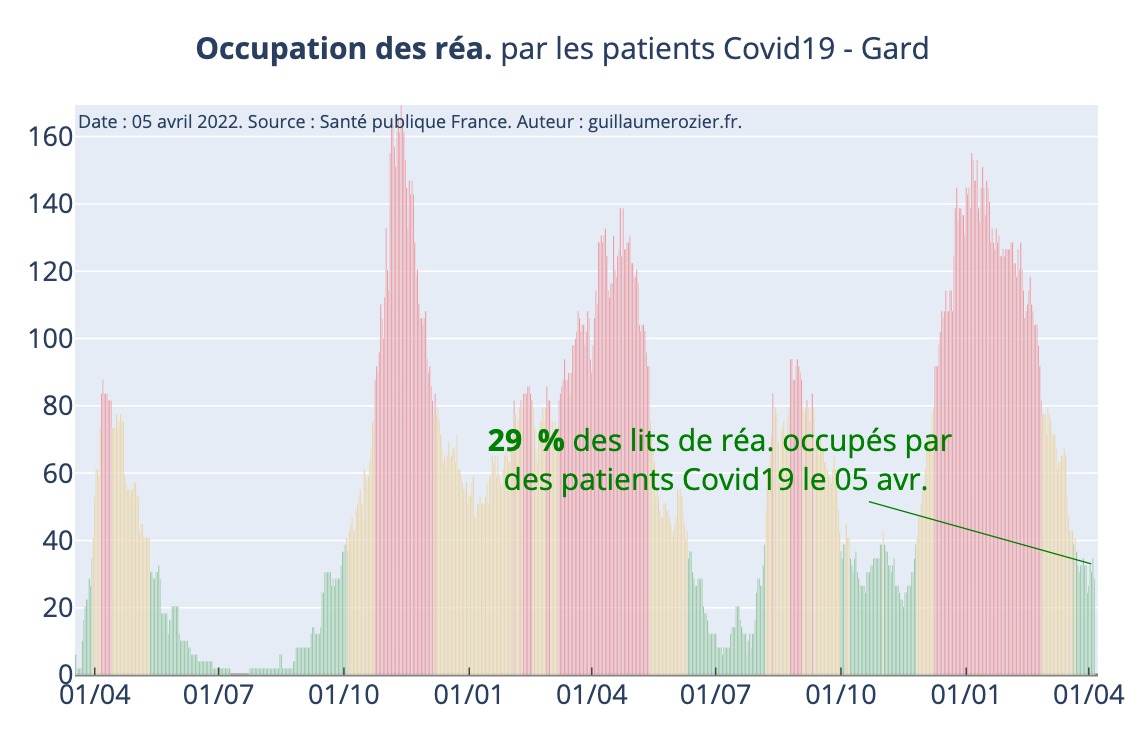 Occupation des réa. par les patients Covid19 - Gard
Date : 05 avril 2022. Source : Santé publique France. Auteur : guillaumerozier.fr.
160
140
120
100
80
60
40
20
0
29 % des lits de réa. occupés par
des patients Covid19 le 05 avr.
01/04 01/07 01/10 01/01 01/04 01/07 01/10 01/01 01/04